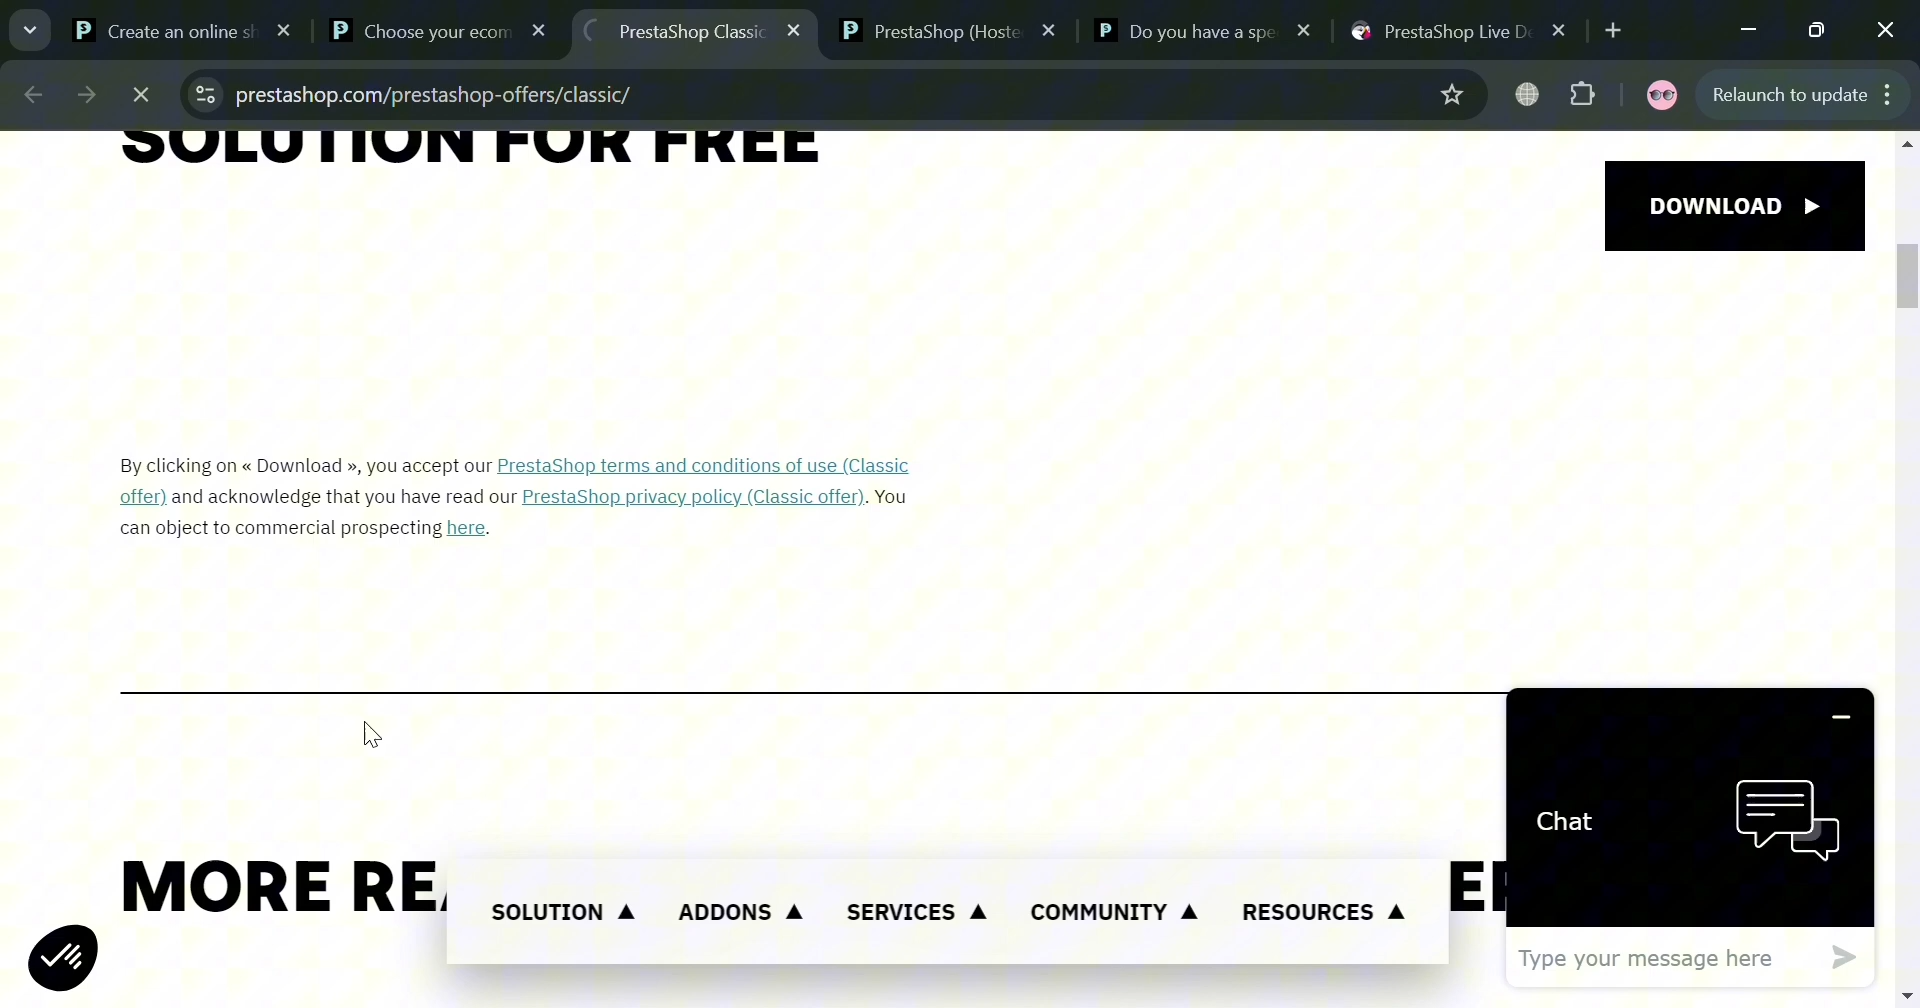 Create an online sh
Choose your ecom
PrestaShop Classic
PrestaShop (Hoste
Do you have a spe
PrestaShop Live De
prestashop.com/prestashop-offers/classic/
Relaunch to update
SOLUTION FOR FREE
DOWNLOAD ▶
By clicking on « Download », you accept our PrestaShop terms and conditions of use (Classic
offer) and acknowledge that you have read our PrestaShop privacy policy (Classic offer). You
can object to commercial prospecting here.
Chat
MORE RE
SOLUTION ▲ ADDONS ▲ SERVICES ▲ COMMUNITY ▲ RESOURCES ▲
Type your message here